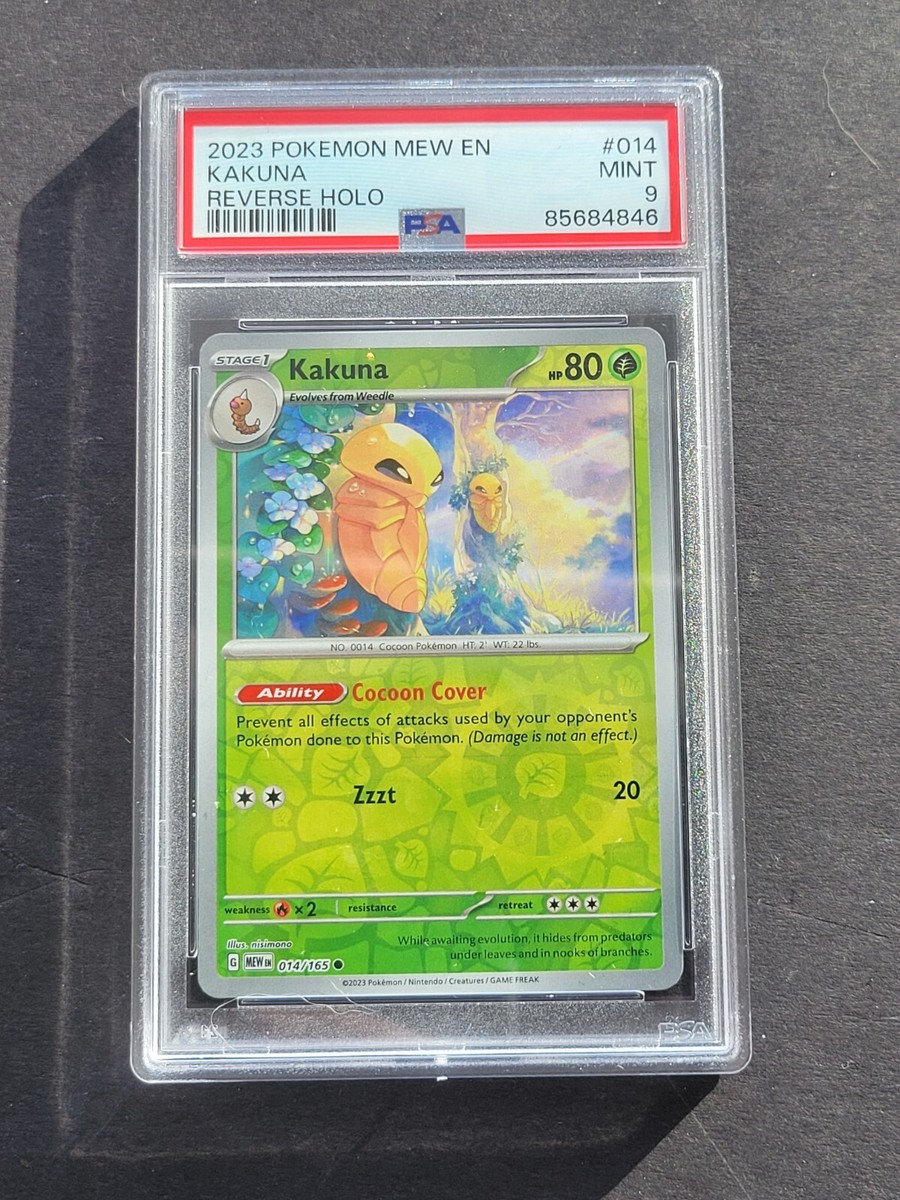 2023 POKEMON MEW EN #014
KAKUNA MINT
REVERSE HOLO 9
PSA 85684846
STAGE 1 Kakuna HP 80
Evolves from Weedle
NO. 0014 Cocoon Pokémon HT: 2' WT: 22 lbs.
Ability Cocoon Cover
Prevent all effects of attacks used by your opponent's
Pokémon done to this Pokémon. (Damage is not an effect.)
Zzzt 20
weakness ×2 resistance retreat
Illus. nisimono
While awaiting evolution, it hides from predators
under leaves and in nooks of branches.
G MEW EN 014/165
©2023 Pokémon / Nintendo / Creatures / GAME FREAK
PSA